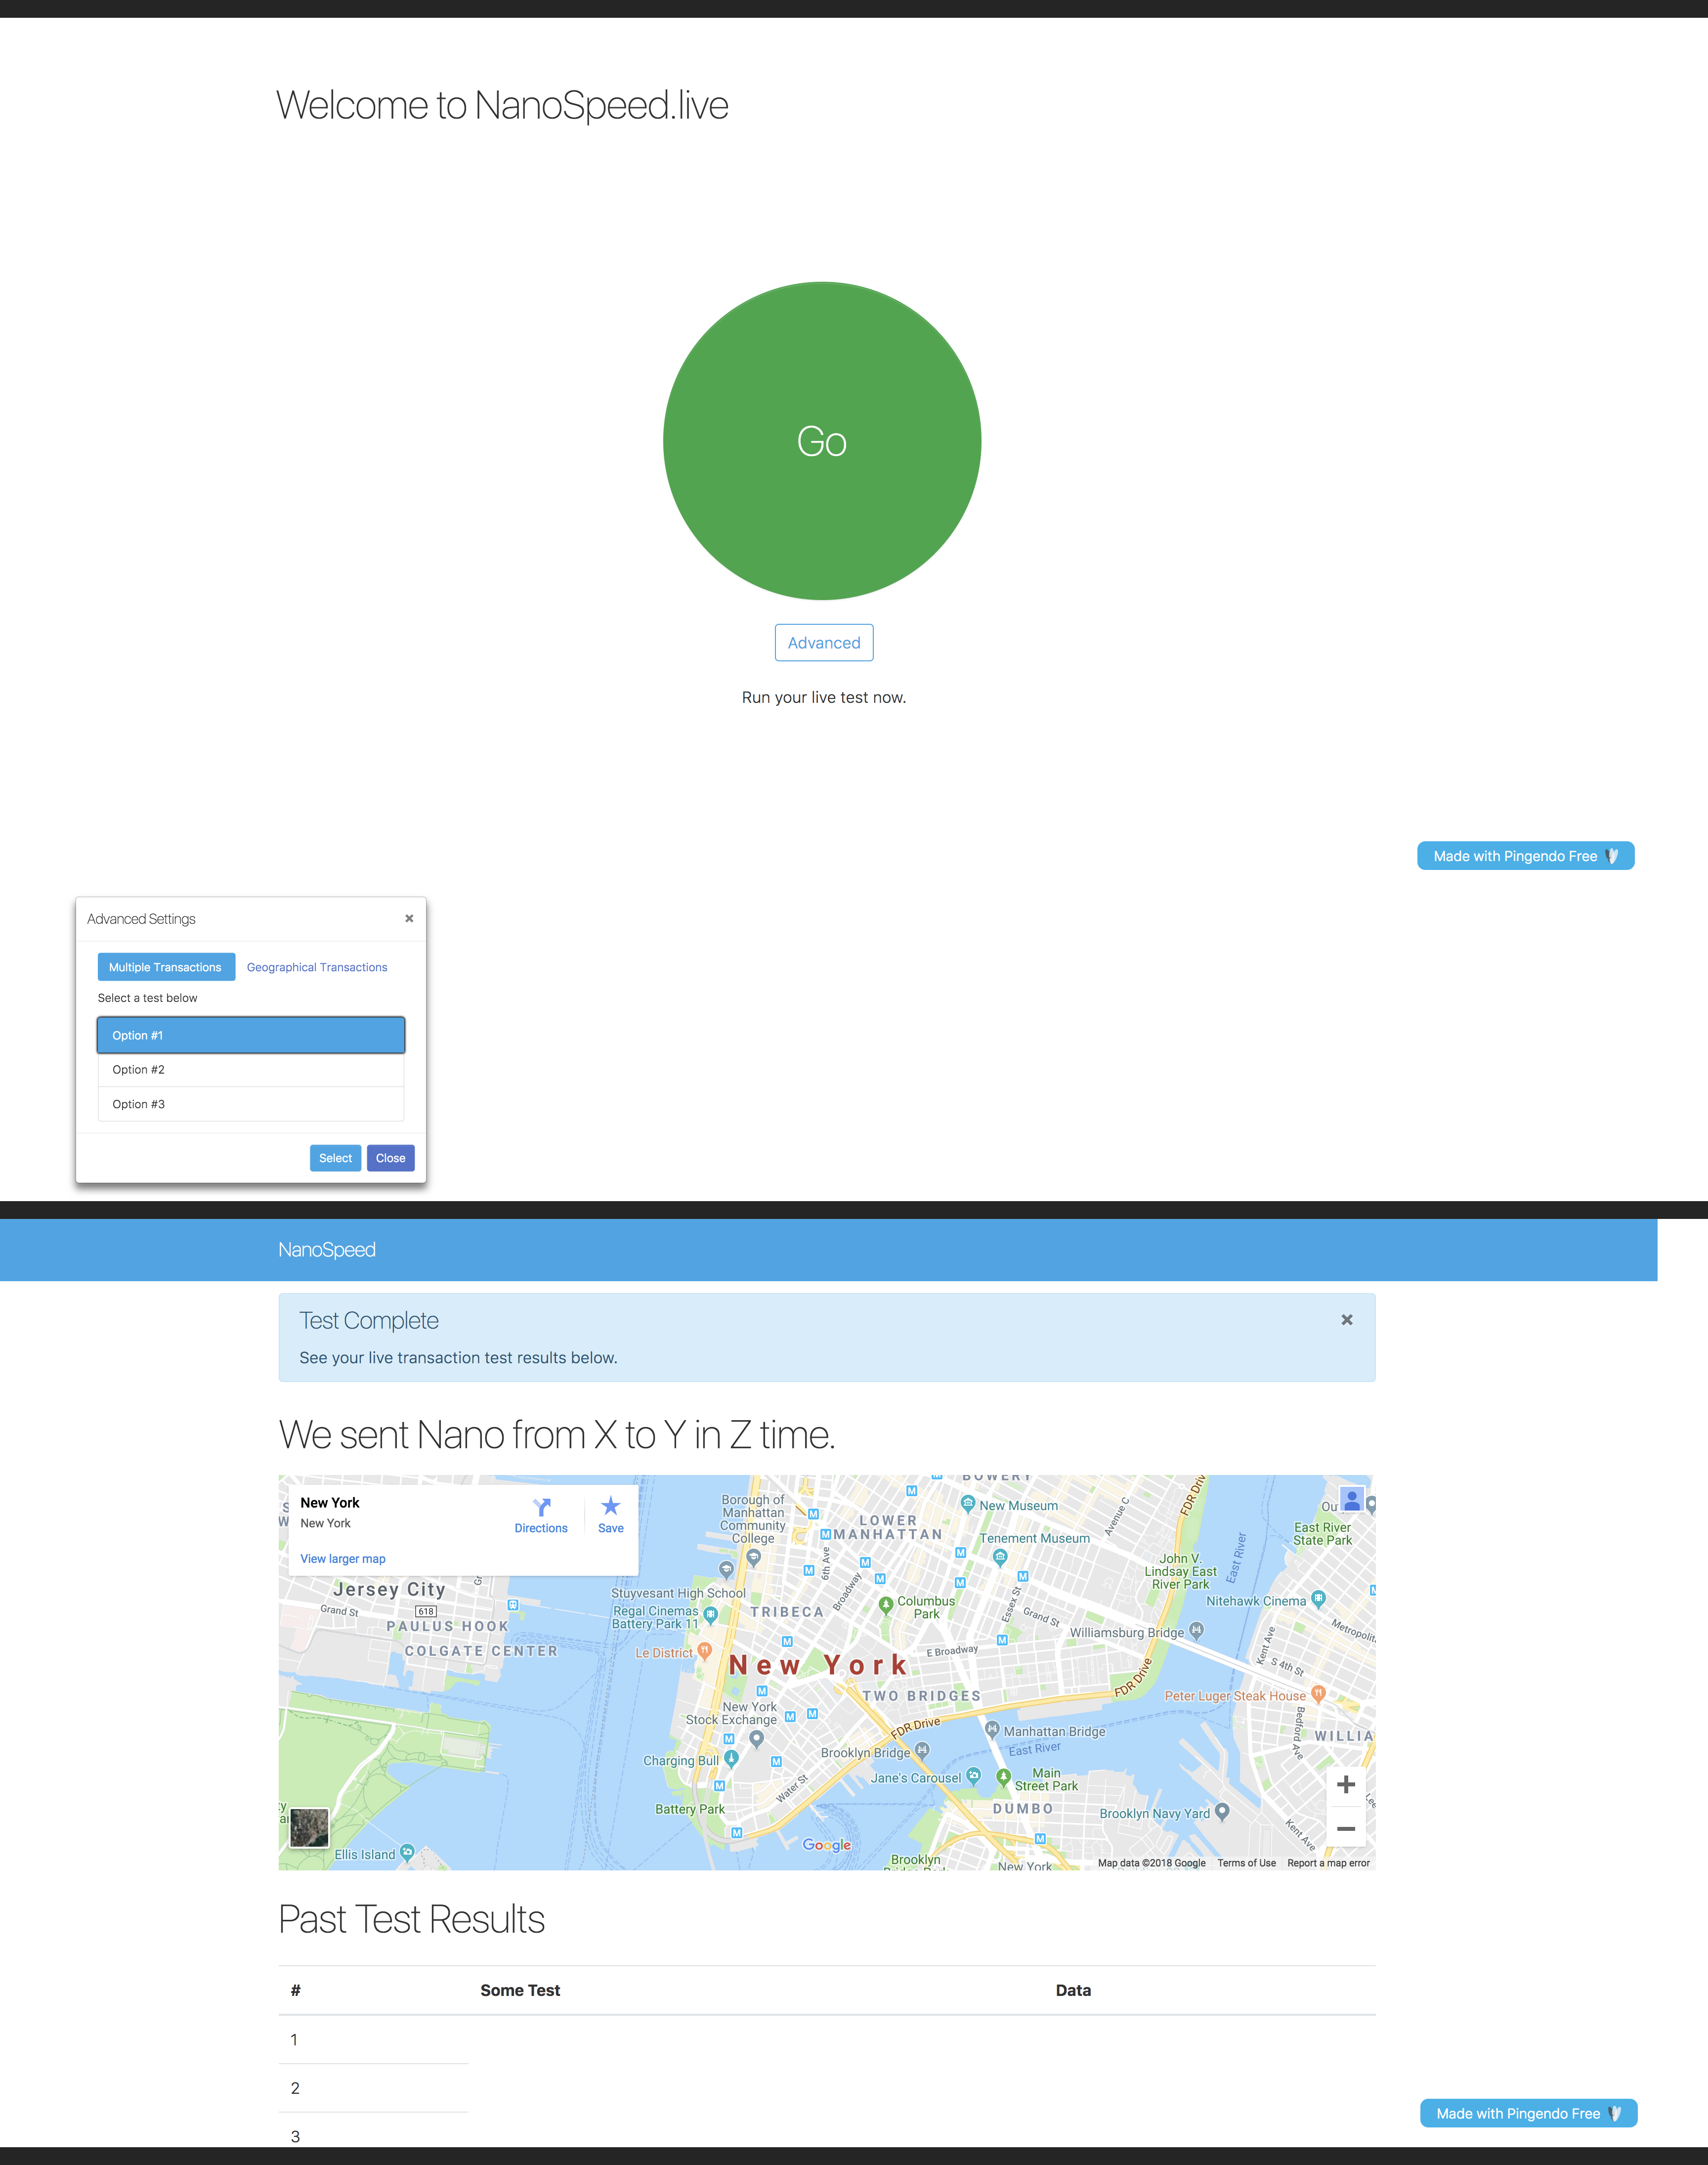 Welcome to NanoSpeed.live
Go
Advanced
Run your live test now.
Made with Pingendo Free
Advanced Settings ×
Multiple Transactions Geographical Transactions
Select a test below
Option #1
Option #2
Option #3
Select Close
NanoSpeed
Test Complete ×
See your live transaction test results below.
We sent Nano from X to Y in Z time.
New York
New York
Directions
Save
View larger map
BOWERY
Borough of
Manhattan
Community
College
LOWER
MANHATTAN
New Museum
Tenement Museum
Avenue C
FDR Driv
Ou
East River
State Park
East River
John V.
Lindsay East
River Park
Jersey City
Gr
Grand St
618
PAULUS HOOK
COLGATE CENTER
Stuyvesant High School
Regal Cinemas
Battery Park 11
TRIBECA
6th Ave
Broadway
Columbus
Park
Essex St
Grand St
Nitehawk Cinema
Metropolit
Williamsburg Bridge
Kent Ave
S 4th St
Le District
New York
E Broadway
TWO BRIDGES
FDR Drive
Peter Luger Steak House
Bedford Ave
WILLIA
New York
Stock Exchange
FDR Drive
Manhattan Bridge
East River
Charging Bull
Brooklyn Bridge
Jane's Carousel
Main
Street Park
Water St
Battery Park
DUMBO
Brooklyn Navy Yard
Kent Ave
Ellis Island
Google
Brooklyn
New York
Map data ©2018 Google Terms of Use Report a map error
Past Test Results
# Some Test Data
1
2
3
Made with Pingendo Free